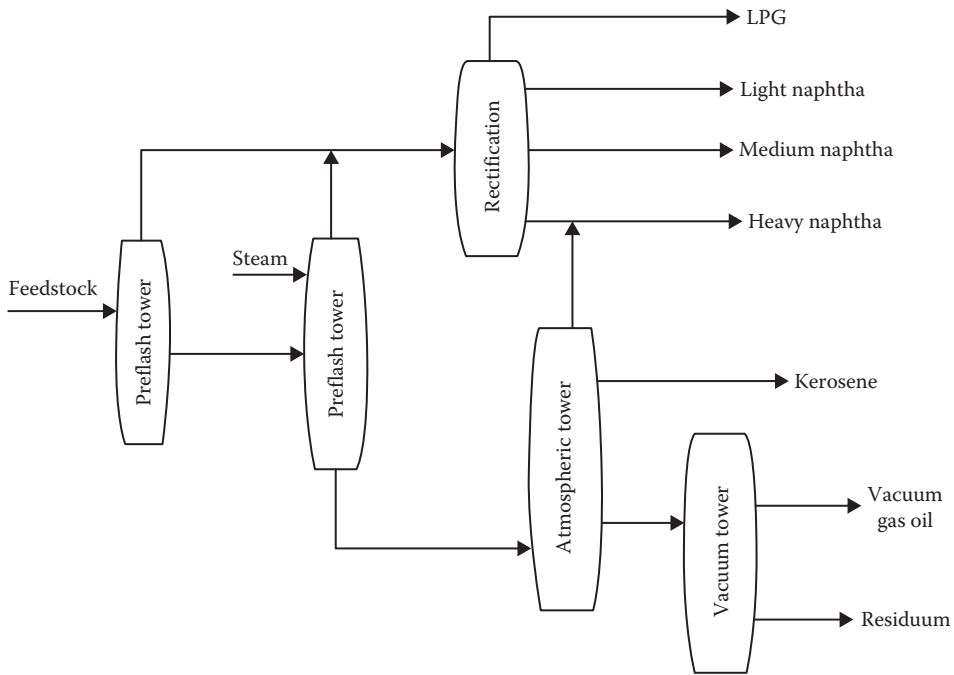 LPG
Light naphtha
Medium naphtha
Heavy naphtha
Rectification
Steam
Feedstock
Preflash tower
Preflash tower
Atmospheric tower
Kerosene
Vacuum tower
Vacuum
gas oil
Residuum